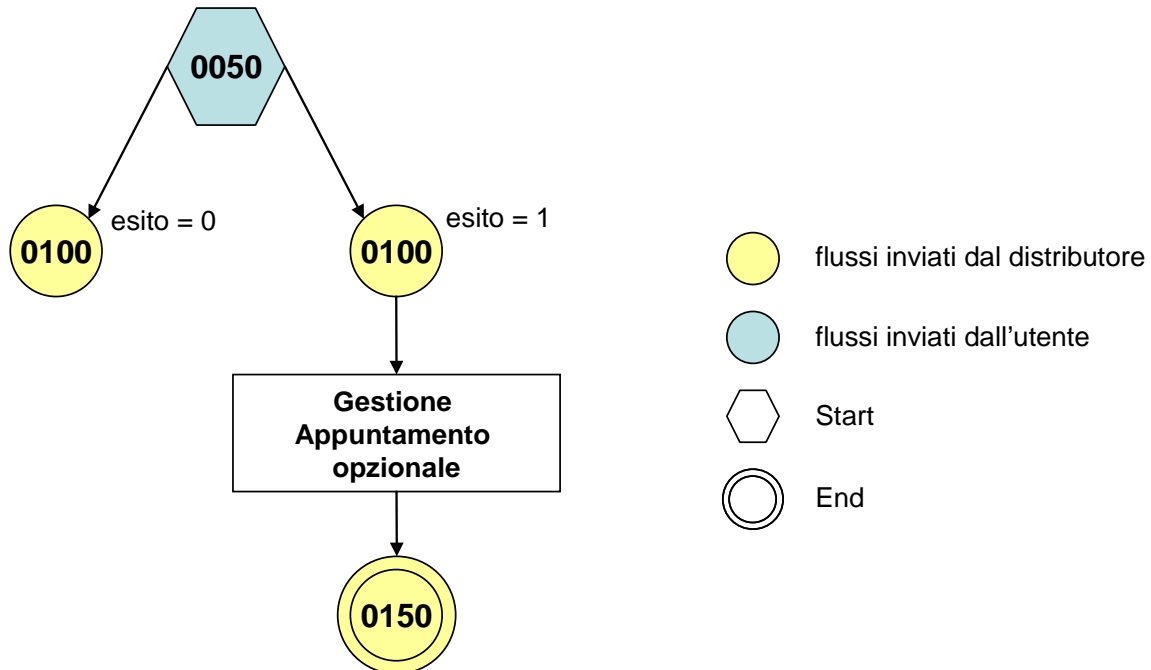 0050
esito = 0
esito = 1
0100
0100
Gestione
Appuntamento
opzionale
0150
flussi inviati dal distributore
flussi inviati dall'utente
Start
End